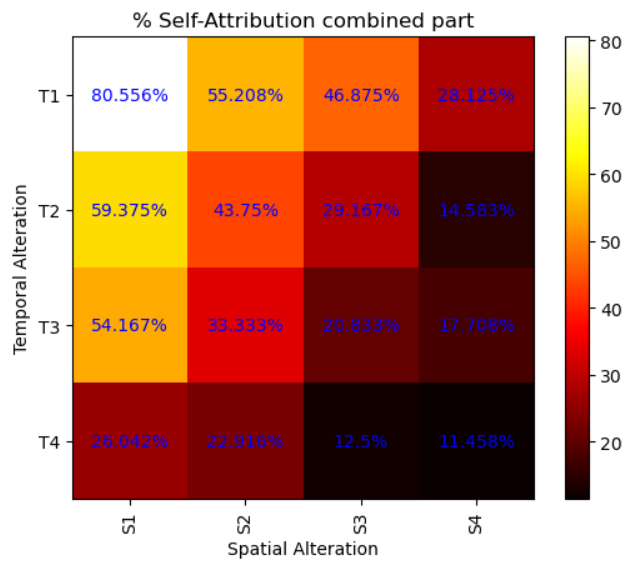 % Self-Attribution combined part
T1 80.556% 55.208% 46.875% 28.125%
T2 59.375% 43.75% 29.167% 14.583%
T3 54.167% 33.333% 20.833% 17.708%
T4 26.042% 22.916% 12.5% 11.458%
S1 S2 S3 S4
Spatial Alteration
Temporal Alteration
80
70
60
50
40
30
20